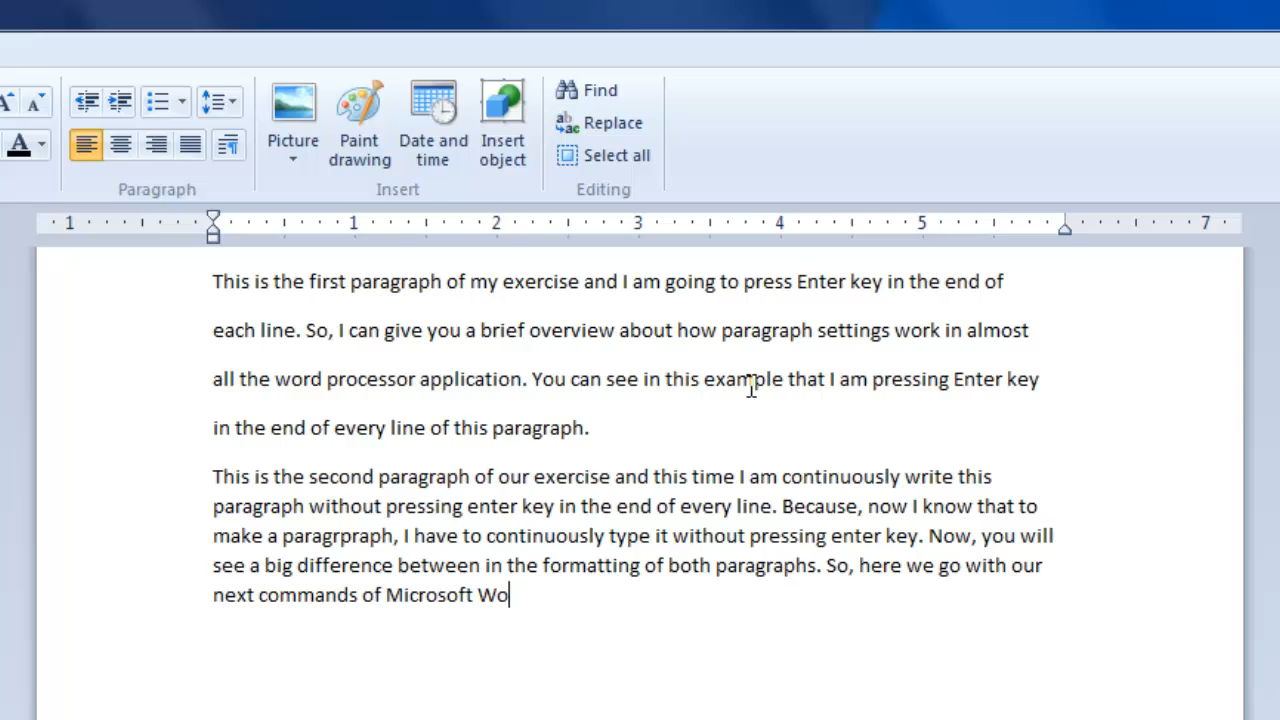 Picture
Paint drawing
Date and time
Insert object
Find
Replace
Select all
Paragraph
Insert
Editing
1 1 2 3 4 5 7
This is the first paragraph of my exercise and I am going to press Enter key in the end of
each line. So, I can give you a brief overview about how paragraph settings work in almost
all the word processor application. You can see in this example that I am pressing Enter key
in the end of every line of this paragraph.
This is the second paragraph of our exercise and this time I am continuously write this
paragraph without pressing enter key in the end of every line. Because, now I know that to
make a paragrpraph, I have to continuously type it without pressing enter key. Now, you will
see a big difference between in the formatting of both paragraphs. So, here we go with our
next commands of Microsoft Wo